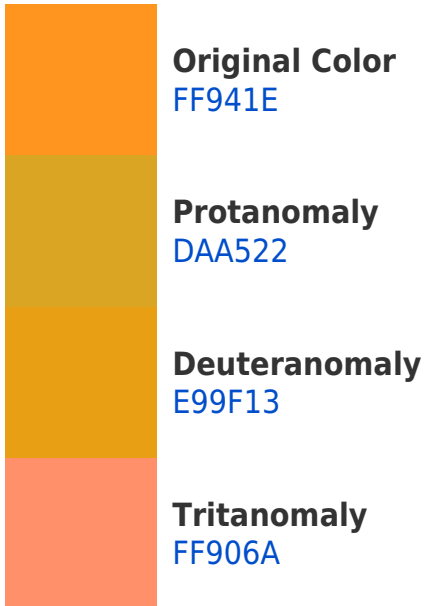 Original Color
FF941E
Protanomaly
DAA522
Deuteranomaly
E99F13
Tritanomaly
FF906A